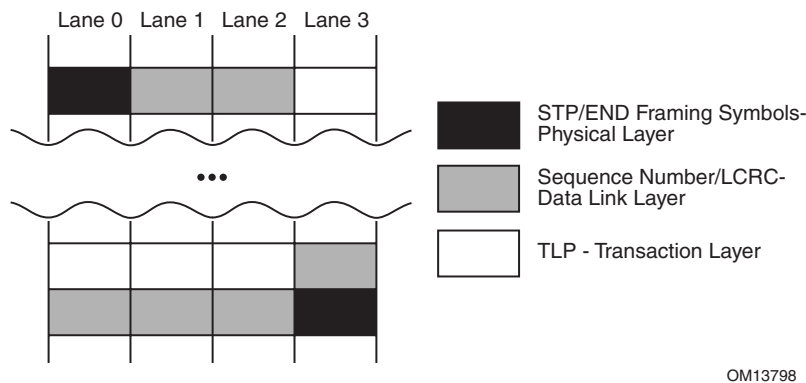 Lane 0 Lane 1 Lane 2 Lane 3
STP/END Framing Symbols-
Physical Layer
Sequence Number/LCRC-
Data Link Layer
TLP - Transaction Layer
OM13798